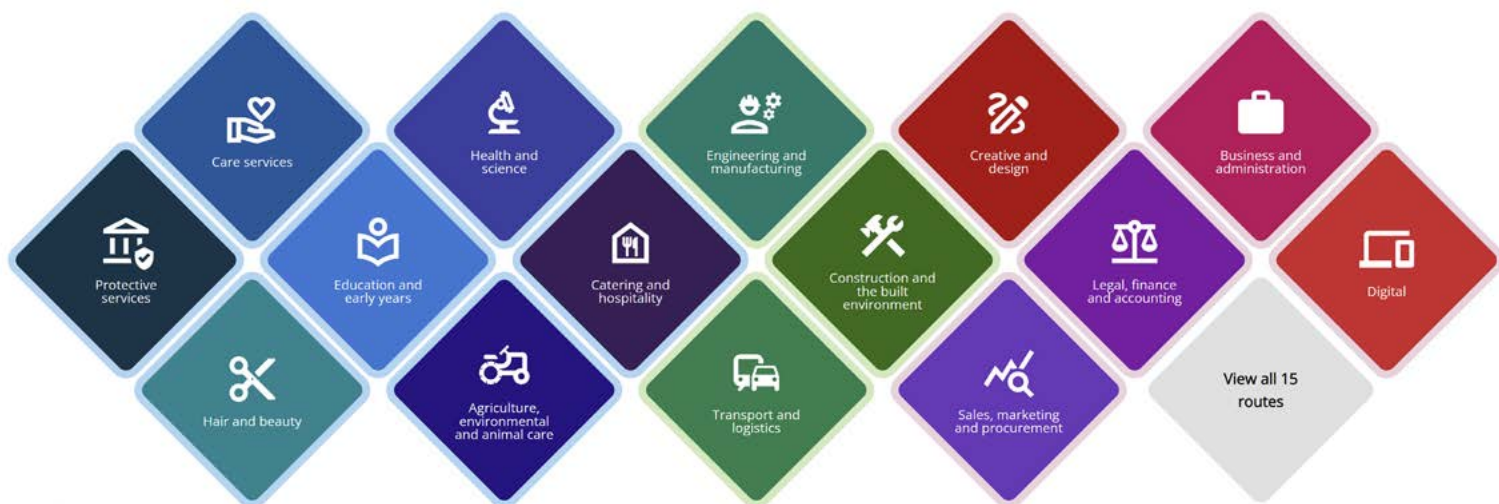 Care services
Health and
science
Engineering and
manufacturing
Creative and
design
Business and
administration
Protective
services
Education and
early years
Catering and
hospitality
Construction and
the built
environment
Legal, finance
and accounting
Digital
Hair and beauty
Agriculture,
environmental
and animal care
Transport and
logistics
Sales, marketing
and procurement
View all 15
routes